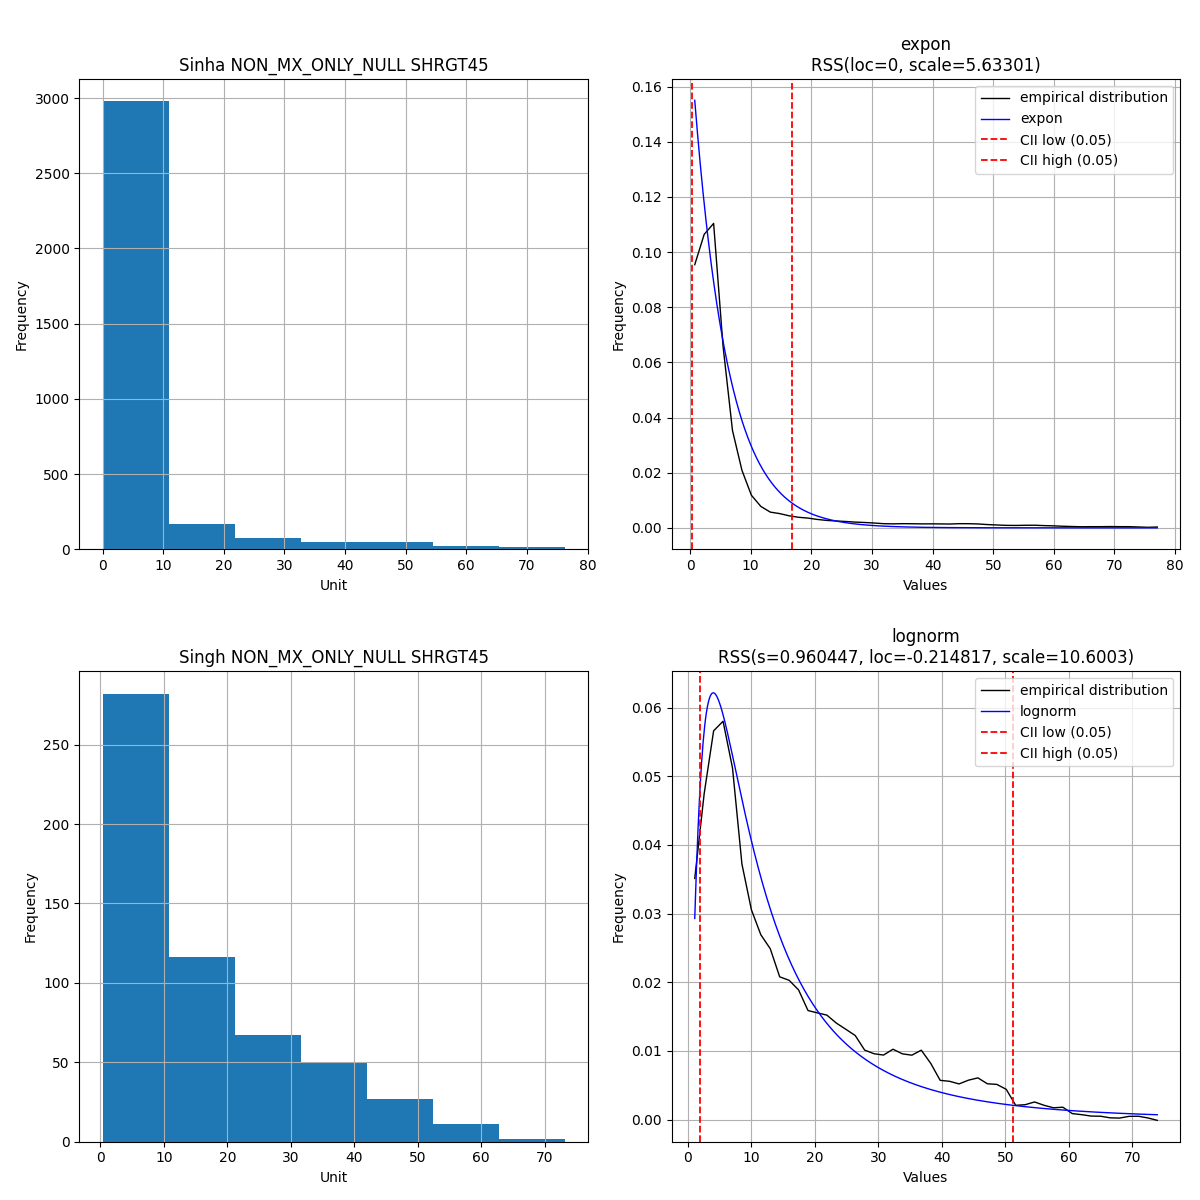 Sinha NON_MX_ONLY_NULL SHRGT45
Frequency
3000
2500
2000
1500
1000
500
0
0 10 20 30 40 50 60 70 80
Unit
expon
RSS(loc=0, scale=5.63301)
empirical distribution
expon
CII low (0.05)
CII high (0.05)
Frequency
0.16
0.14
0.12
0.10
0.08
0.06
0.04
0.02
0.00
0 10 20 30 40 50 60 70 80
Values
Singh NON_MX_ONLY_NULL SHRGT45
Frequency
250
200
150
100
50
0
0 10 20 30 40 50 60 70
Unit
lognorm
RSS(s=0.960447, loc=-0.214817, scale=10.6003)
empirical distribution
lognorm
CII low (0.05)
CII high (0.05)
Frequency
0.06
0.05
0.04
0.03
0.02
0.01
0.00
0 10 20 30 40 50 60 70
Values